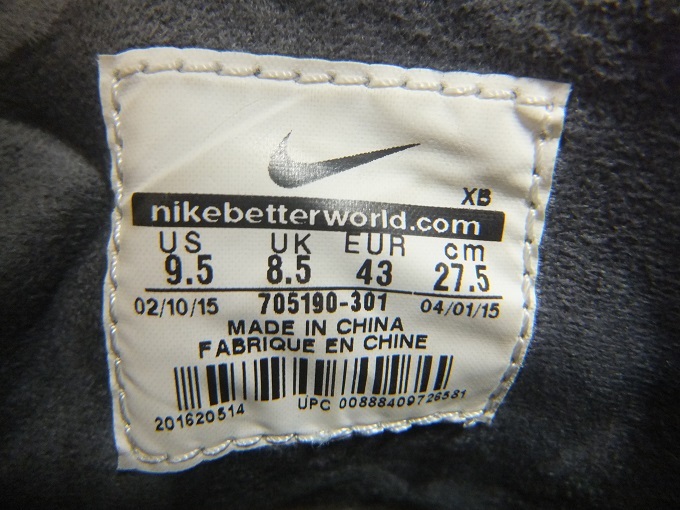 XB
nikebetterworld.com
US UK EUR cm
9.5 8.5 43 27.5
02/10/15 705190-301 04/01/15
MADE IN CHINA
FABRIQUE EN CHINE
201620514 UPC 00888409726581